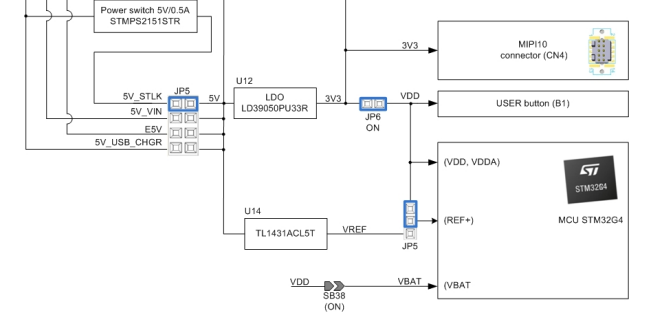 Power switch 5V/0.5A
STMPS2151STR
3V3
MIPI10
connector (CN4)
JP5
U12
5V_STLK
5V
LDO
LD39050PU33R
3V3
VDD
USER button (B1)
5V_VIN
JP6
ON
E5V
5V_USB_CHGR
(VDD, VDDA)
STM32G4
U14
TL1431ACL5T
VREF
(REF+)
MCU STM32G4
JP5
VDD
VBAT
(VBAT
SB38
(ON)